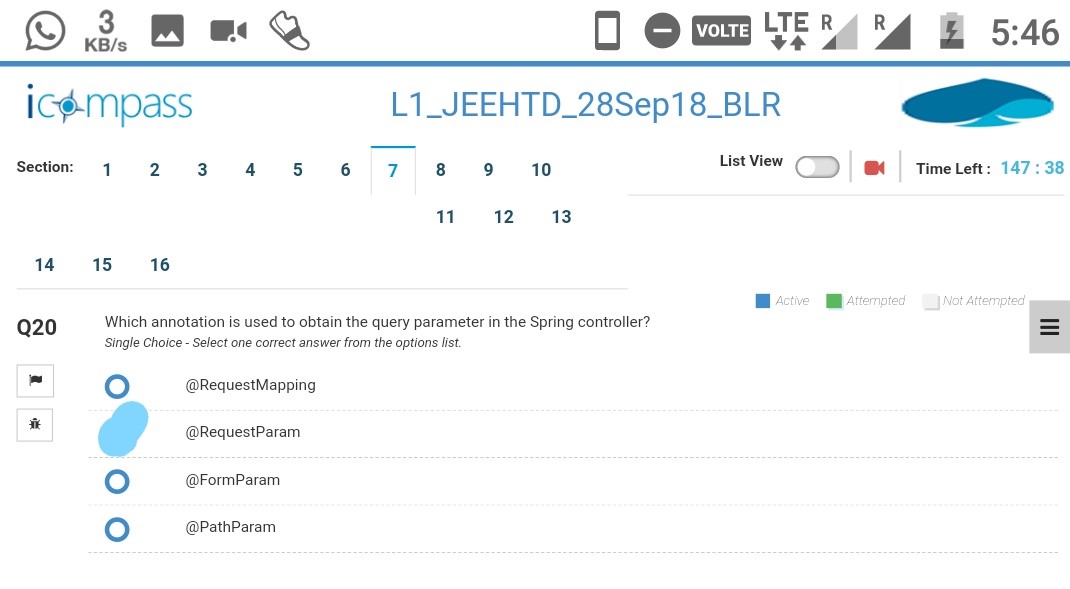 3
KB/s
VOLTE
LTE
R
R
5:46
icompass
L1_JEEHTD_28Sep18_BLR
Section:
1 2 3 4 5 6 7 8 9 10
List View
Time Left : 147 : 38
11 12 13
14 15 16
Active Attempted Not Attempted
Q20
Which annotation is used to obtain the query parameter in the Spring controller?
Single Choice - Select one correct answer from the options list.
@RequestMapping
@RequestParam
@FormParam
@PathParam